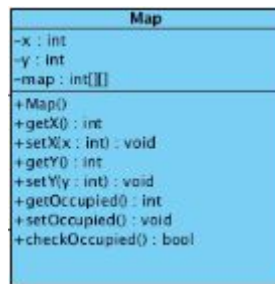 Map
-x : int
-y : int
-map : int[][]
+Map()
+getX() : int
+setX(x : int) : void
+getY() : int
+setY(y : int) : void
+getOccupied() : int
+setOccupied() : void
+checkOccupied() : bool